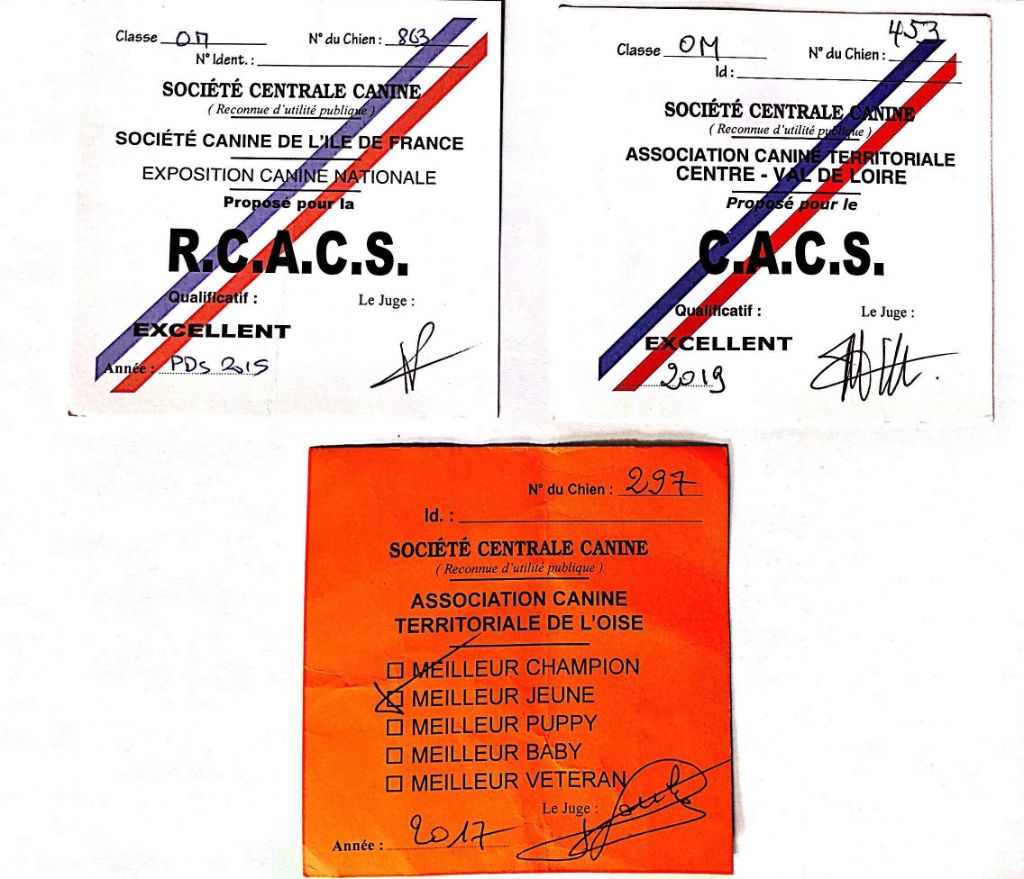 Classe OM N° du Chien : 863
N° Ident. :
SOCIÉTÉ CENTRALE CANINE
( Reconnue d'utilité publique )
SOCIÉTÉ CANINE DE L'ILE DE FRANCE
EXPOSITION CANINE NATIONALE
Proposé pour la
R.C.A.C.S.
Qualificatif : Le Juge :
EXCELLENT
Année : PDS 2015
Classe OM N° du Chien : 453
Id :
SOCIÉTÉ CENTRALE CANINE
( Reconnue d'utilité publique )
ASSOCIATION CANINE TERRITORIALE
CENTRE - VAL DE LOIRE
Proposé pour le
C.A.C.S.
Qualificatif : Le Juge :
EXCELLENT
2019
N° du Chien : 297
Id. :
SOCIÉTÉ CENTRALE CANINE
( Reconnue d'utilité publique )
ASSOCIATION CANINE
TERRITORIALE DE L'OISE
MEILLEUR CHAMPION
MEILLEUR JEUNE
MEILLEUR PUPPY
MEILLEUR BABY
MEILLEUR VETERAN
Le Juge :
Année : 2017